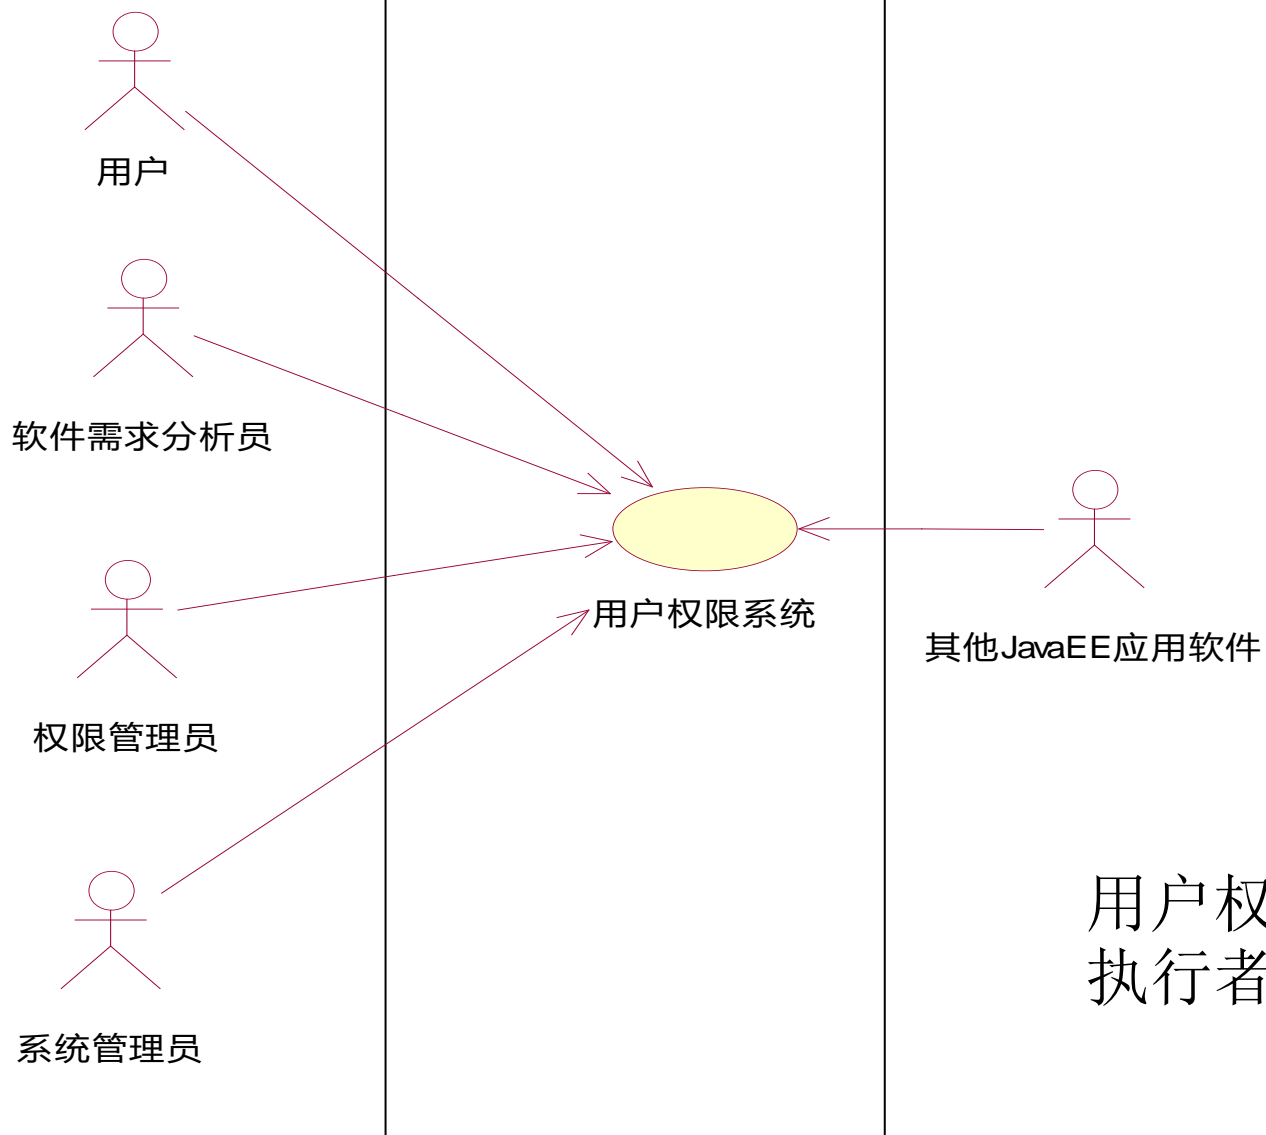 用户
软件需求分析员
用户权限系统
其他JavaEE应用软件
权限管理员
用户权
执行者
系统管理员